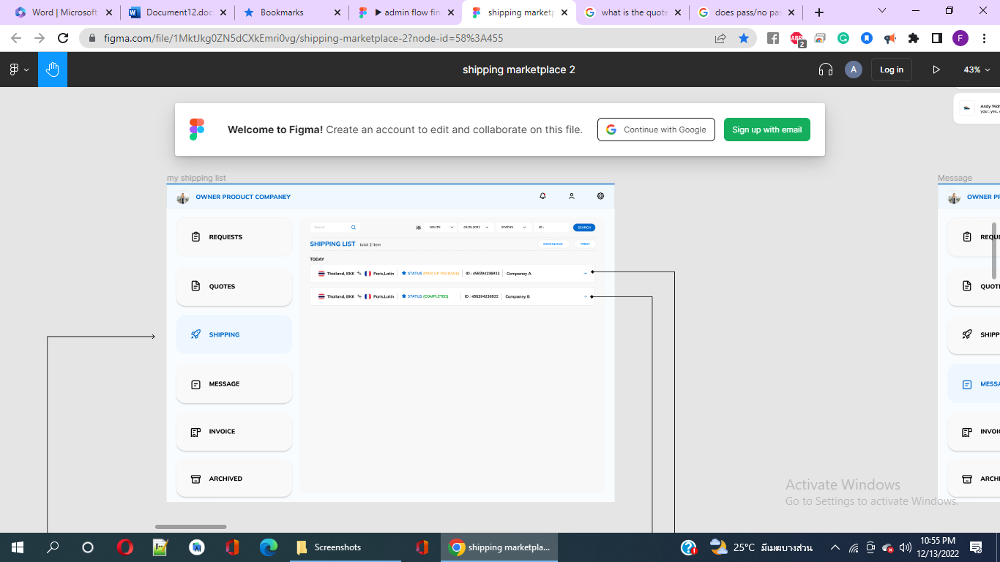 Word | Microsoft
Document12.doc
Bookmarks
admin flow fin
shipping marketp
what is the quote
does pass/no pas
figma.com/file/1MktJkg0ZN5dCXkEmri0vg/shipping-marketplace-2?node-id=58%3A455
ABP
2
F
shipping marketplace 2
A
Log in
43%
Welcome to Figma! Create an account to edit and collaborate on this file.
Continue with Google
Sign up with email
Andy Wah
you : yes,
my shipping list
Message
OWNER PRODUCT COMPANEY
OWNER PR
REQUESTS
QUOTES
SHIPPING
MESSAGE
INVOICE
ARCHIVED
Search
ROUTE
03.05.2022
STATUS
ID :
SEARCH
SHIPPING LIST total 2 item
DOWNLOAD
PRINT
TODAY
Thailand, BKK Paris,Latin STATUS (PICK UP PACKAGE) ID : 458394236932 Companey A
Thailand, BKK Paris,Latin STATUS (COMPLETED) ID : 458394236932 Companey B
REQUE
QUOTE
SHIPP
MESSA
INVOIC
ARCHI
Activate Windows
Go to Settings to activate Windows.
Screenshots
shipping marketpla...
25°C มีเมฆบางส่วน
10:55 PM
12/13/2022